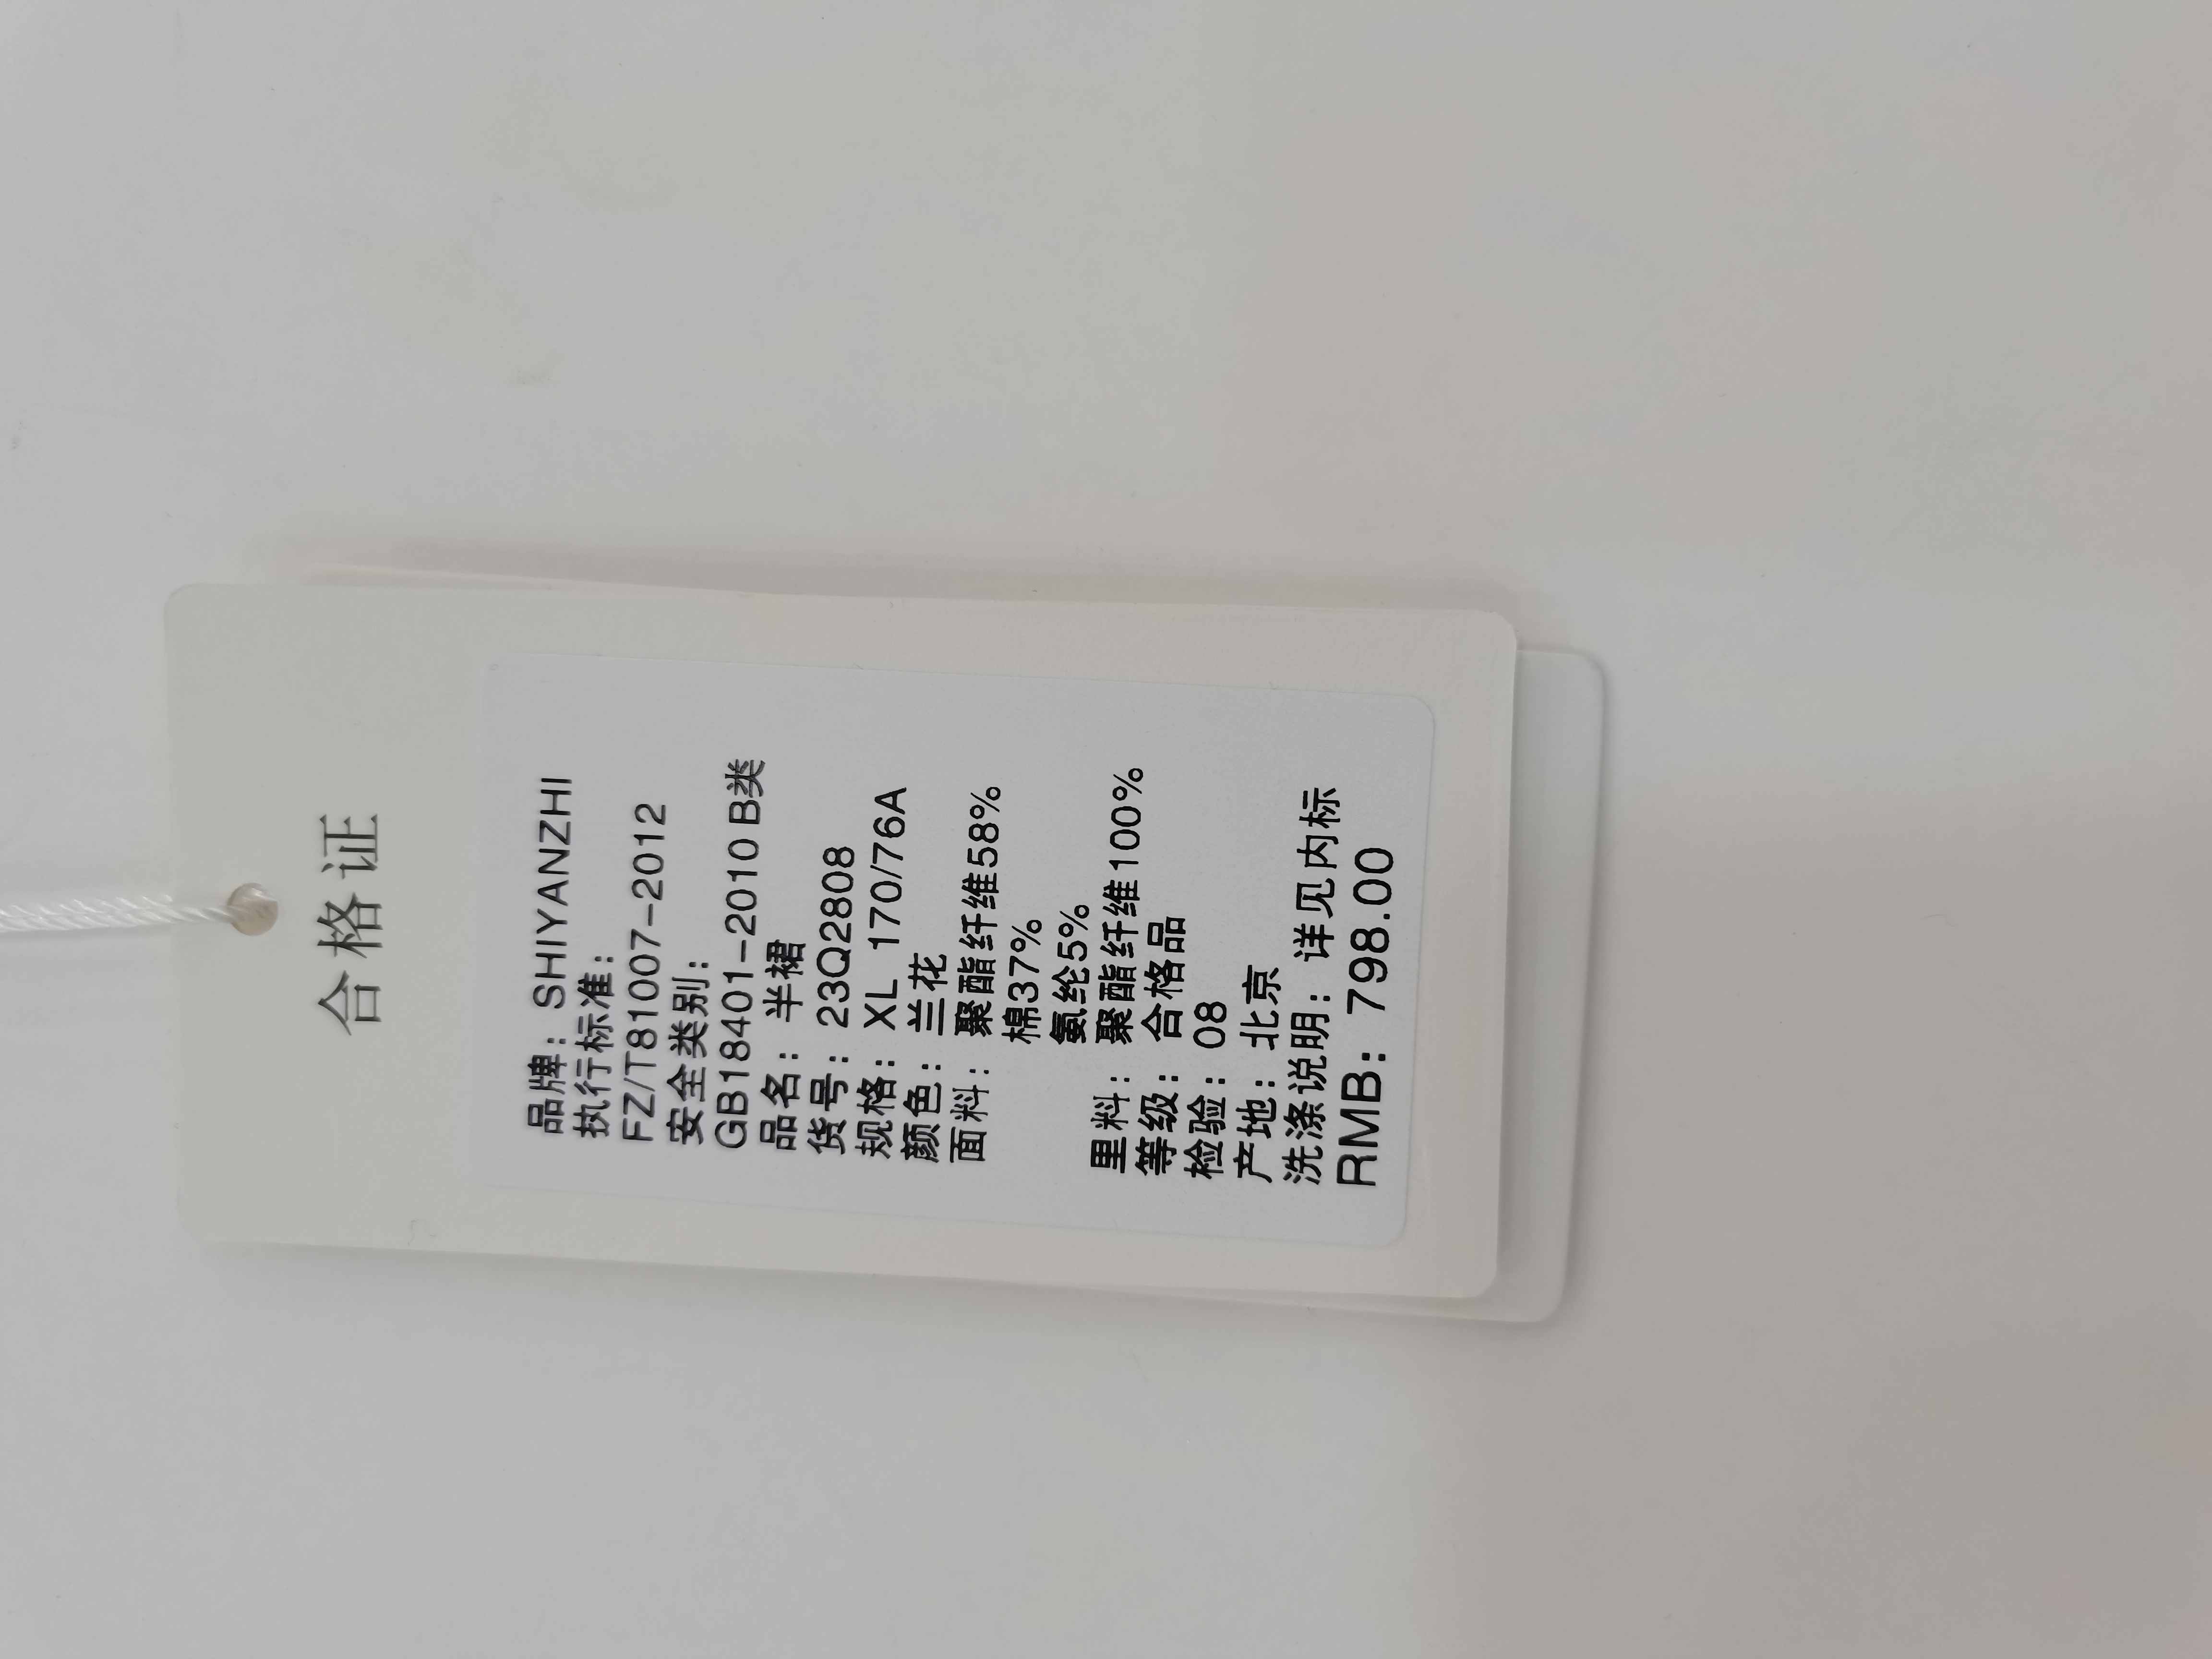 合格证
品牌：SHIYANZHI
执行标准：
FZ/T81007-2012
安全类别：
GB18401-2010 B类
品名：半裙
货号：23Q2808
规格：XL 170/76A
颜色：兰花
面料：聚酯纤维58%
棉37%
氨纶5%
里料：聚酯纤维100%
等级：合格品
检验：08
产地：北京
洗涤说明：详见内标
RMB：798.00